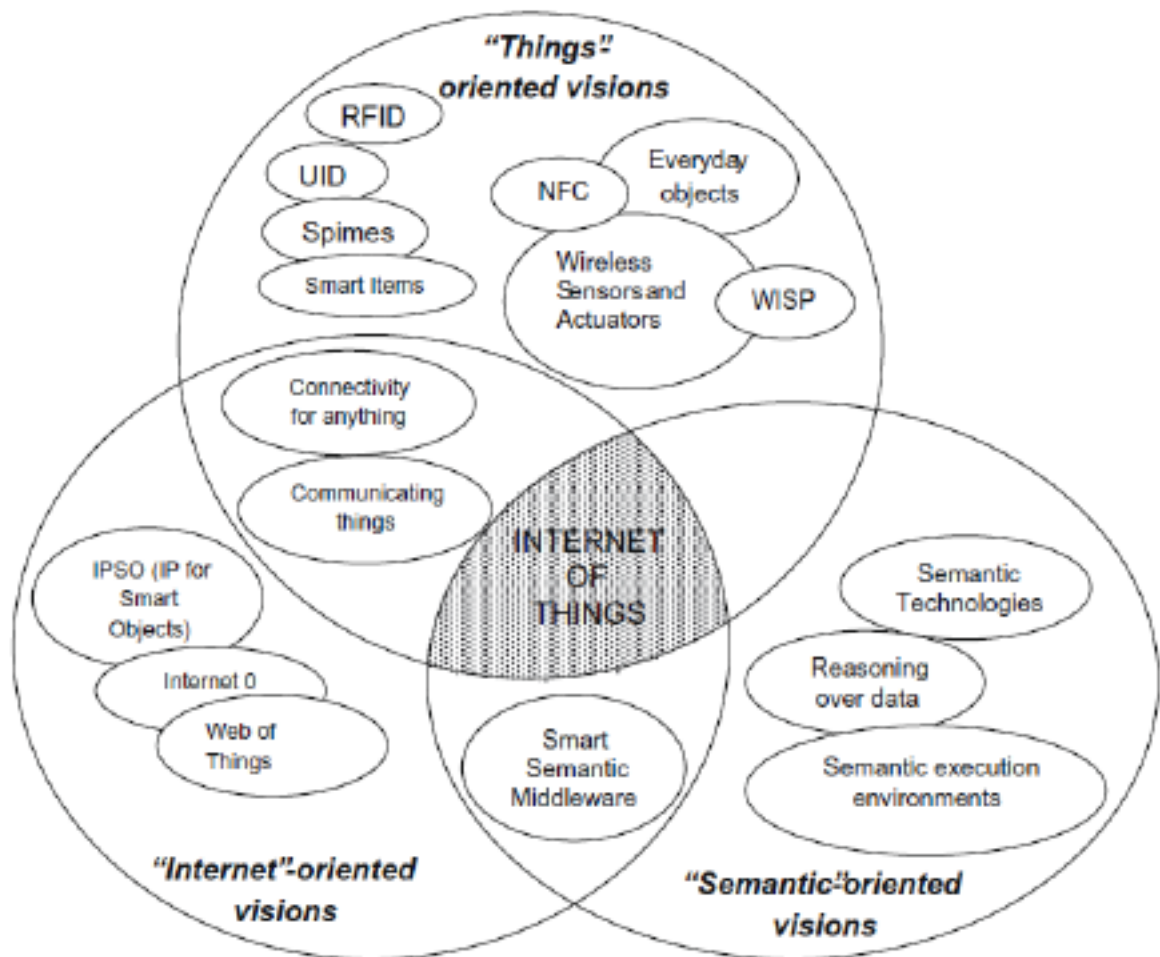 “Things”-
oriented visions
RFID
UID
Spimes
Smart Items
NFC
Everyday
objects
Wireless
Sensors and
Actuators
WISP
Connectivity
for anything
Communicating
things
INTERNET
OF
THINGS
IPSO (IP for
Smart
Objects)
Internet 0
Web of
Things
Semantic
Technologies
Reasoning
over data
Semantic execution
environments
Smart
Semantic
Middleware
“Internet”-oriented
visions
“Semantic”-oriented
visions